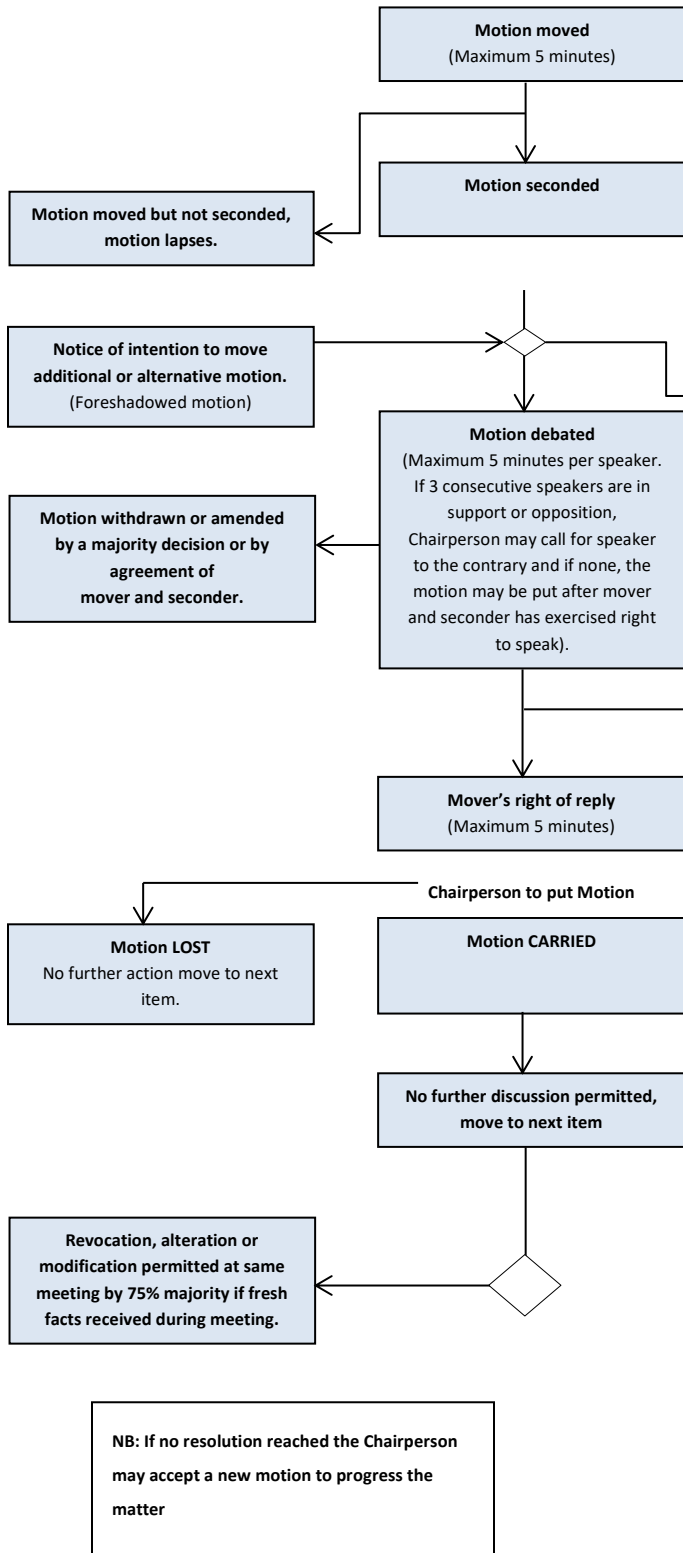 Motion moved
(Maximum 5 minutes)
Motion seconded
Motion moved but not seconded,
motion lapses.
Notice of intention to move
additional or alternative motion.
(Foreshadowed motion)
Motion debated
(Maximum 5 minutes per speaker.
If 3 consecutive speakers are in
support or opposition,
Chairperson may call for speaker
to the contrary and if none, the
motion may be put after mover
and seconder has exercised right
to speak).
Motion withdrawn or amended
by a majority decision or by
agreement of
mover and seconder.
Mover’s right of reply
(Maximum 5 minutes)
Chairperson to put Motion
Motion LOST
No further action move to next
item.
Motion CARRIED
No further discussion permitted,
move to next item
Revocation, alteration or
modification permitted at same
meeting by 75% majority if fresh
facts received during meeting.
NB: If no resolution reached the Chairperson
may accept a new motion to progress the
matter